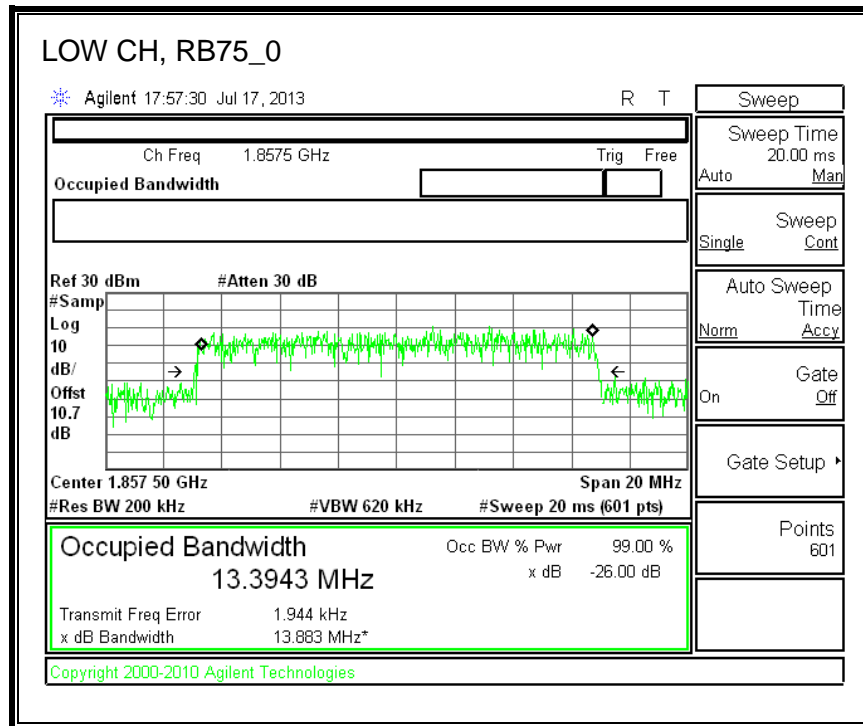 LOW CH, RB75_0
Agilent 17:57:30 Jul 17, 2013 R T
Ch Freq 1.8575 GHz Trig Free
Occupied Bandwidth
Ref 30 dBm #Atten 30 dB
#Samp
Log
10
dB/
Offst
10.7
dB
Center 1.857 50 GHz Span 20 MHz
#Res BW 200 kHz #VBW 620 kHz #Sweep 20 ms (601 pts)
Occupied Bandwidth Occ BW % Pwr 99.00 %
13.3943 MHz x dB -26.00 dB
Transmit Freq Error 1.944 kHz
x dB Bandwidth 13.883 MHz*
Copyright 2000-2010 Agilent Technologies
Sweep
Sweep Time
20.00 ms
Auto Man
Sweep
Single Cont
Auto Sweep
Time
Norm Accy
Gate
On Off
Gate Setup
Points
601